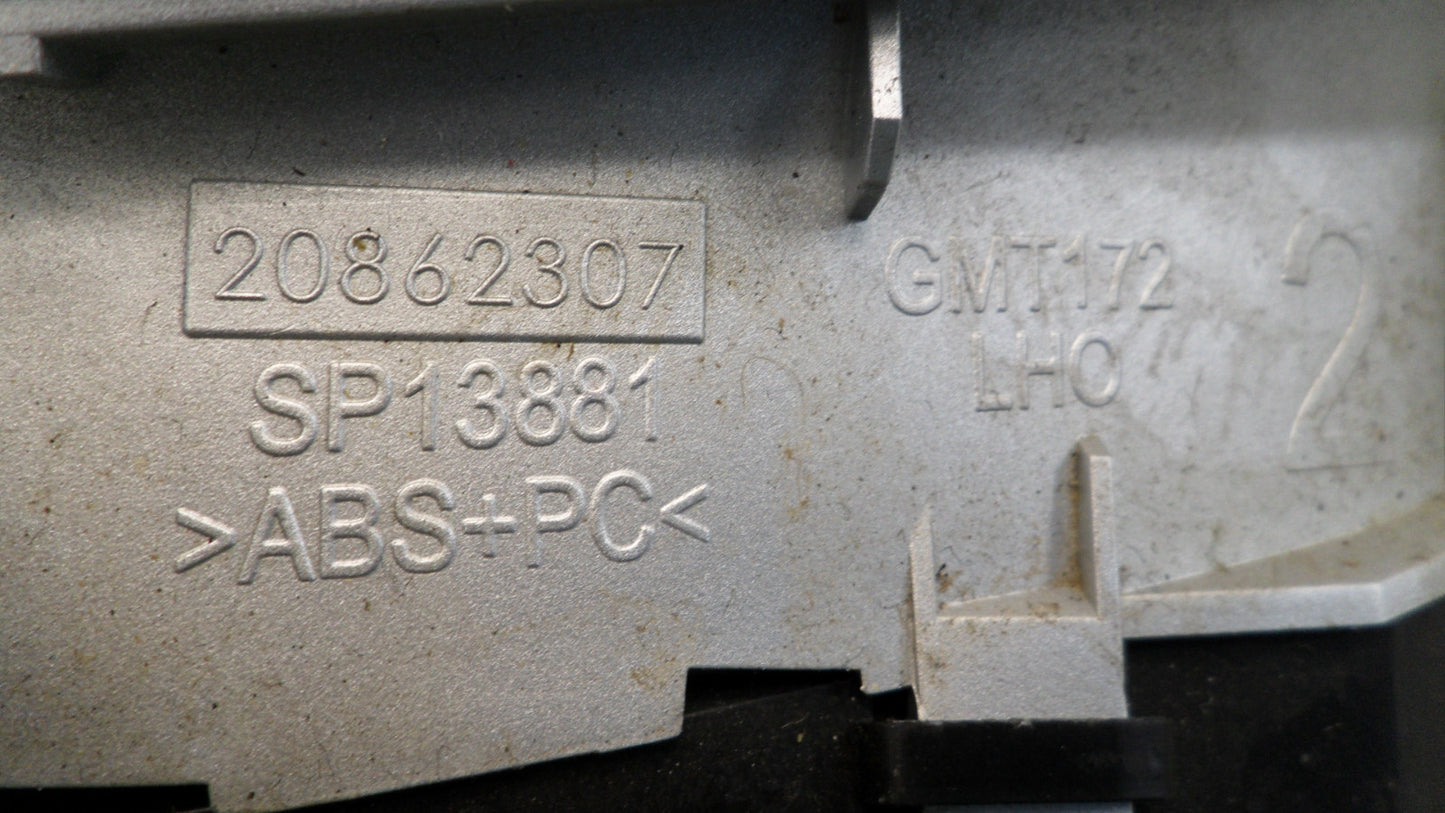 20862307
SP13881
>ABS+PC<
GMT172
LHO
2